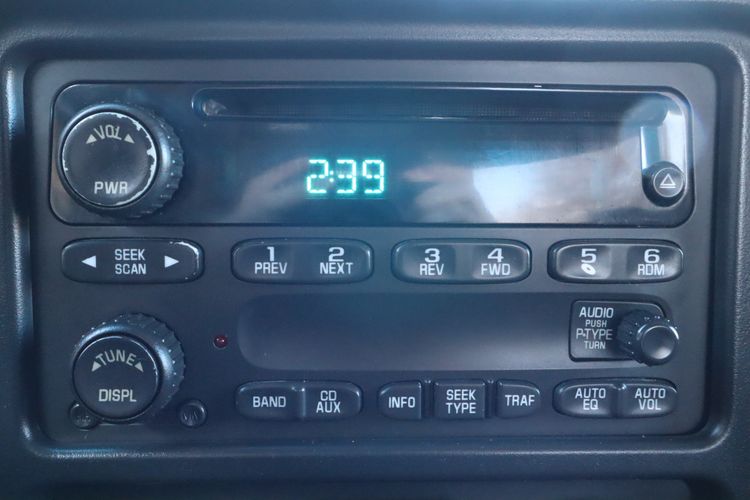 VOL
PWR
2:39
SEEK
SCAN
1
PREV
2
NEXT
3
REV
4
FWD
5
6
RDM
AUDIO
PUSH
P-TYPE
TURN
TUNE
DISPL
BAND
CD
AUX
INFO
SEEK
TYPE
TRAF
AUTO
EQ
AUTO
VOL